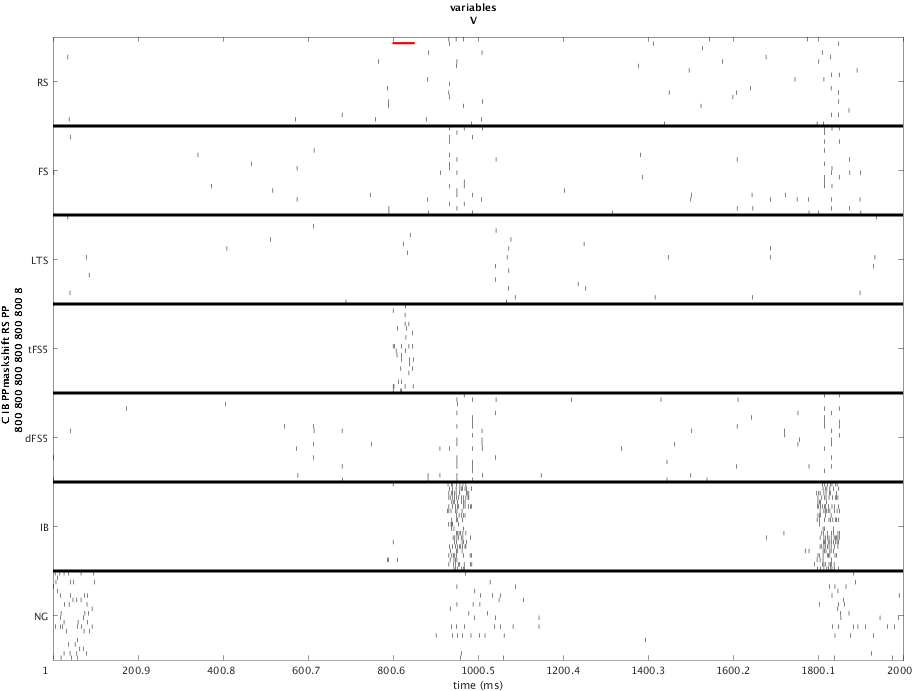 variables
V
RS
FS
LTS
tFS5
dFS5
IB
NG
C IB PPmaskshift RS PP
800 800 800 800 800 800 8
1 200.9 400.8 600.7 800.6 1000.5 1200.4 1400.3 1600.2 1800.1 2000
time (ms)